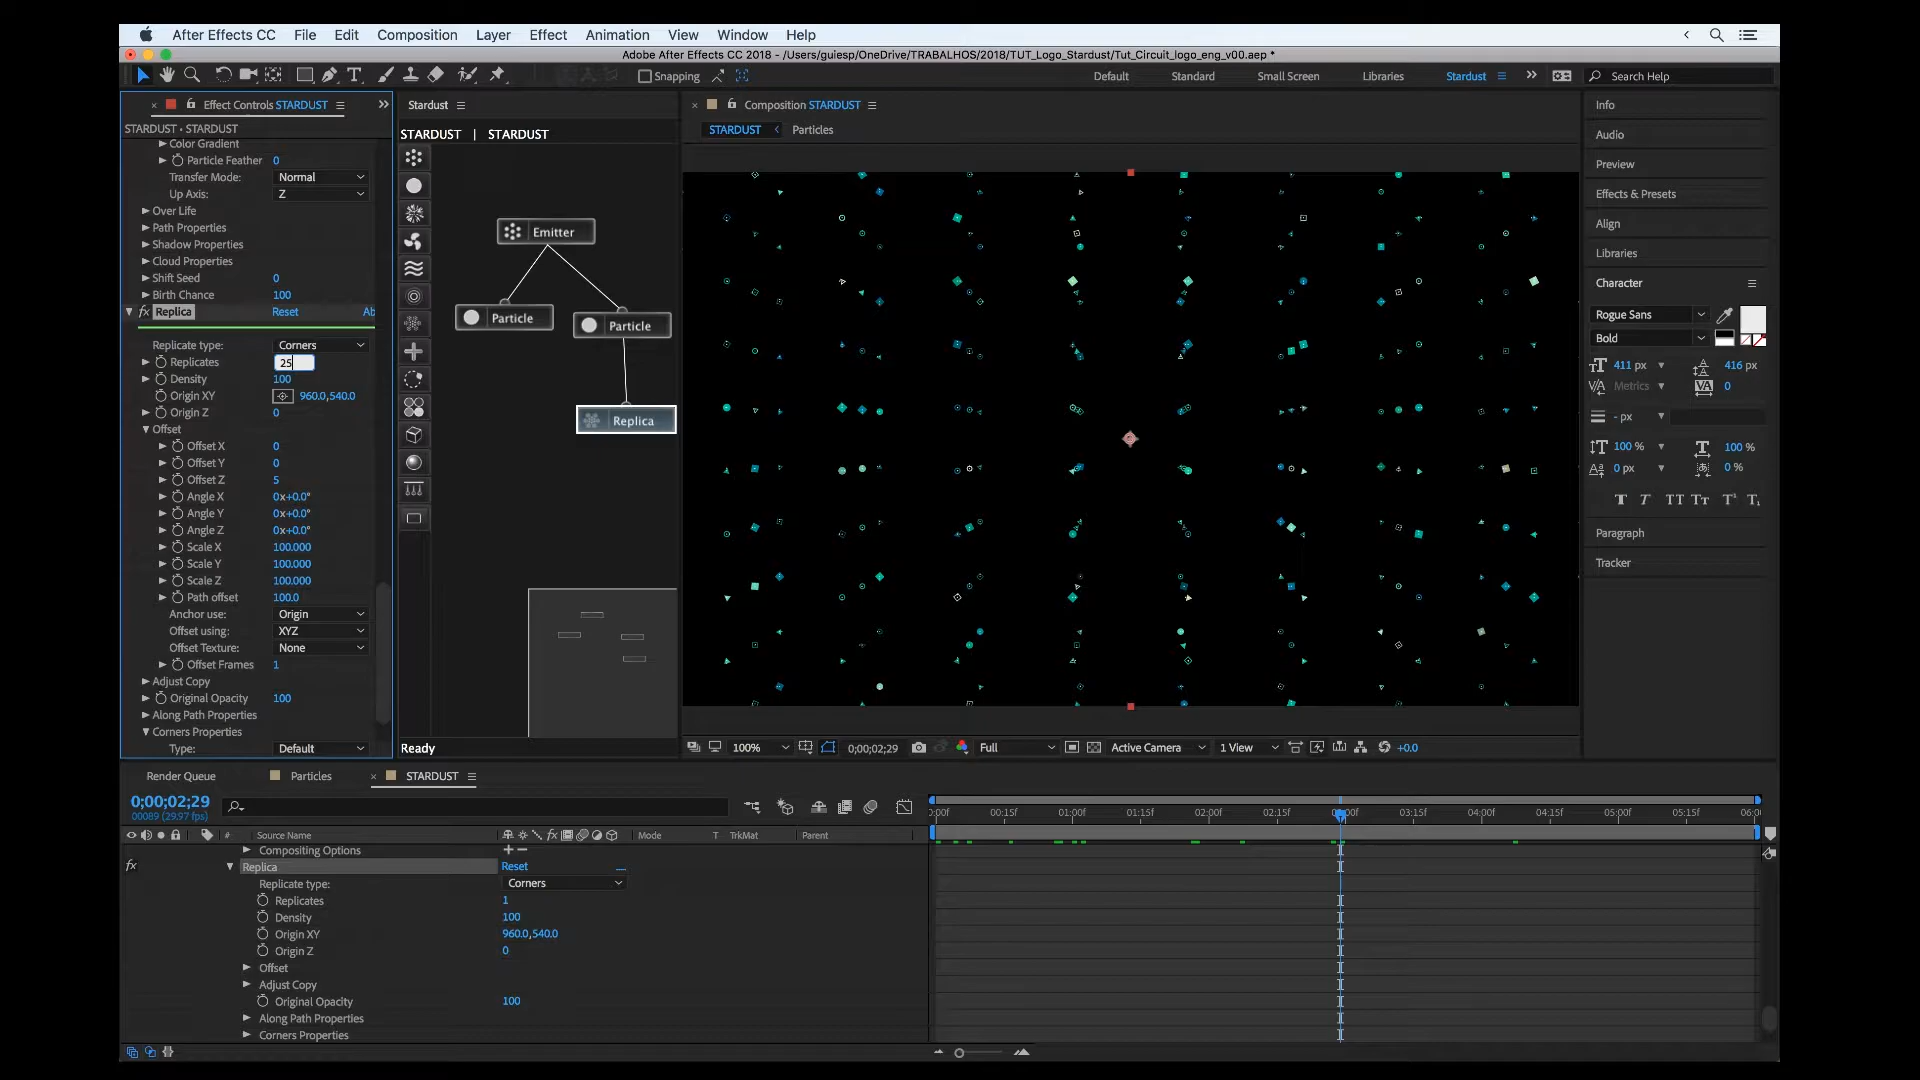 After Effects CC File Edit Composition Layer Effect Animation View Window Help
Adobe After Effects CC 2018 - /Users/guiesp/OneDrive/TRABALHOS/2018/TUT_Logo_Stardust/Tut_Circuit_logo_eng_v00.aep *
Snapping Default Standard Small Screen Libraries Stardust Search Help
Effect Controls STARDUST
STARDUST • STARDUST
Color Gradient
Particle Feather 0
Transfer Mode: Normal
Up Axis: Z
Over Life
Path Properties
Shadow Properties
Cloud Properties
Shift Seed 0
Birth Chance 100
fx Replica Reset Ab
Replicate type: Corners
Replicates 25
Density 100
Origin XY 960.0,540.0
Origin Z 0
Offset
Offset X 0
Offset Y 0
Offset Z 5
Angle X 0x+0.0°
Angle Y 0x+0.0°
Angle Z 0x+0.0°
Scale X 100.000
Scale Y 100.000
Scale Z 100.000
Path offset 100.0
Anchor use: Origin
Offset using: XYZ
Offset Texture: None
Offset Frames 1
Adjust Copy
Original Opacity 100
Along Path Properties
Corners Properties
Type: Default
Stardust
STARDUST | STARDUST
Emitter
Particle
Particle
Replica
Ready
Composition STARDUST
STARDUST Particles
100% 0;00;02;29 Full Active Camera 1 View +0.0
Info
Audio
Preview
Effects & Presets
Align
Libraries
Character
Rogue Sans
Bold
411 px 416 px
Metrics 0
- px
100 % 100 %
0 px 0 %
T T TT Tт T¹ T₁
Paragraph
Tracker
Render Queue Particles STARDUST
0;00;02;29
00089 (29.97 fps)
# Source Name Mode T TrkMat Parent
Compositing Options
fx Replica Reset
Replicate type: Corners
Replicates 1
Density 100
Origin XY 960.0,540.0
Origin Z 0
Offset
Adjust Copy
Original Opacity 100
Along Path Properties
Corners Properties
00:15f 01:00f 01:15f 02:00f 02:15f 03:15f 04:00f 04:15f 05:00f 05:15f